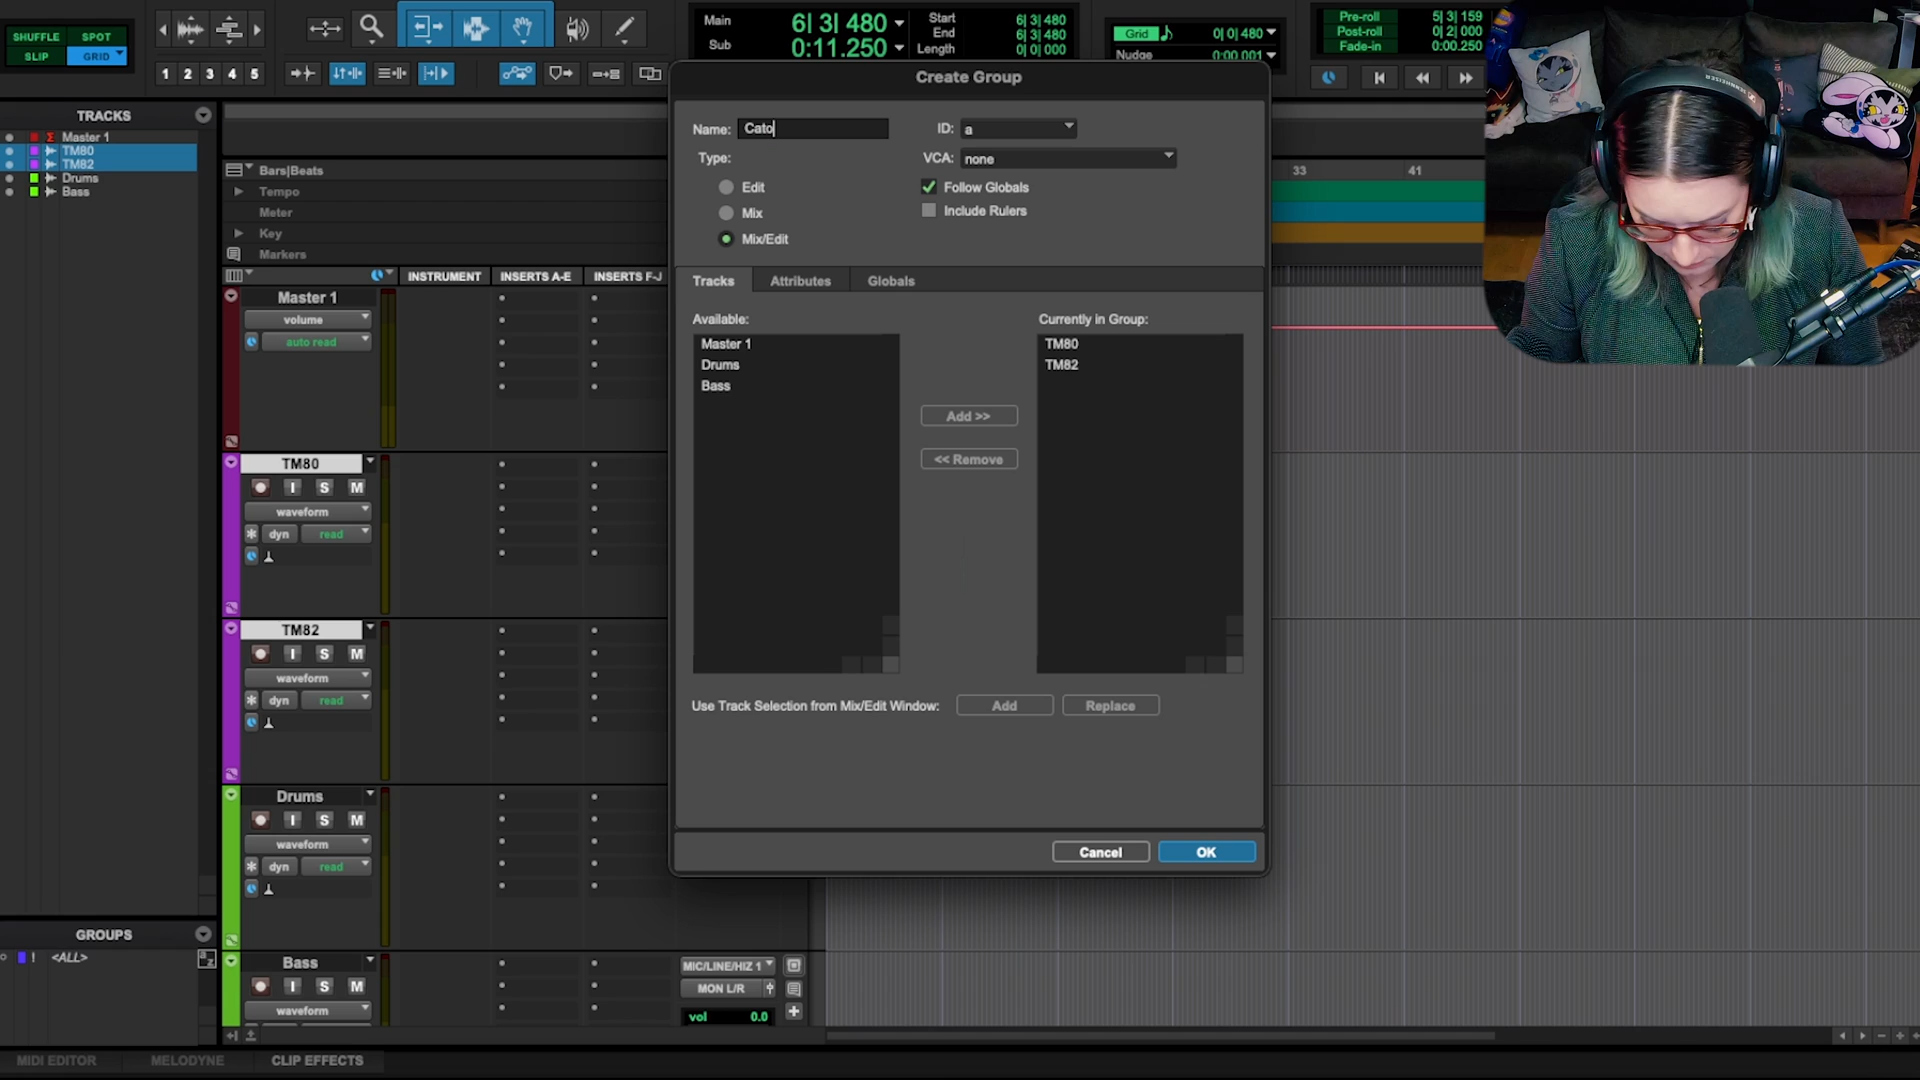 SHUFFLE
SPOT
SLIP
GRID
1 2 3 4 5
Main 6| 3| 480
Sub 0:11.250
Start 6| 3| 480
End 6| 3| 480
Length 0| 0| 000
Grid 0| 0| 480
Nudge 0:00.001
Pre-roll 5| 3| 159
Post-roll 0| 2| 000
Fade-in 0:00.250
TRACKS
Master 1
TM80
TM82
Drums
Bass
Bars|Beats
Tempo
Meter
Key
Markers
33
41
INSTRUMENT
INSERTS A-E
INSERTS F-J
Master 1
volume
auto read
TM80
I S M
waveform
dyn read
TM82
I S M
waveform
dyn read
Drums
I S M
waveform
dyn read
Bass
I S M
waveform
MIC/LINE/HIZ 1
MON L/R
vol 0.0
Create Group
Name: Cato
ID: a
Type:
VCA: none
Edit
Mix
Mix/Edit
Follow Globals
Include Rulers
Tracks
Attributes
Globals
Available:
Master 1
Drums
Bass
Add >>
<< Remove
Currently in Group:
TM80
TM82
Use Track Selection from Mix/Edit Window:
Add
Replace
Cancel
OK
GROUPS
! <ALL>
a z
MIDI EDITOR
MELODYNE
CLIP EFFECTS
SENNHEISER